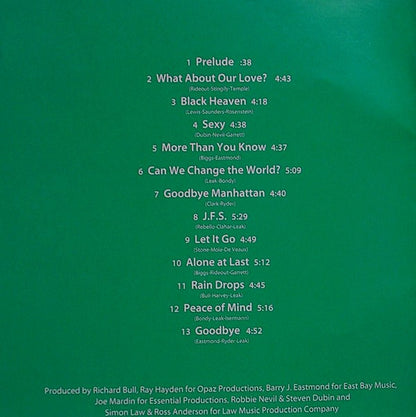 1 Prelude :38
2 What About Our Love? 4:43
(Rideout-Stingily-Temple)
3 Black Heaven 4:18
(Lewis-Saunders-Rosenstein)
4 Sexy 4:38
(Dubin-Nevil-Garrett)
5 More Than You Know 4:37
(Biggs-Eastmond)
6 Can We Change the World? 5:09
(Leak-Bondy)
7 Goodbye Manhattan 4:40
(Clark-Ryder)
8 J.F.S. 5:29
(Rebello-Clahar-Leak)
9 Let It Go 4:49
(Stone-Moke-De Veaux)
10 Alone at Last 5:12
(Biggs-Rideout-Garrett)
11 Rain Drops 4:45
(Bull-Harvey-Leak)
12 Peace of Mind 5:16
(Bondy-Leak-Isermann)
13 Goodbye 4:52
(Eastmond-Ryder-Leak)
Produced by Richard Bull, Ray Hayden for Opaz Productions, Barry J. Eastmond for East Bay Music,
Joe Mardin for Essential Productions, Robbie Nevil & Steven Dubin and
Simon Law & Ross Anderson for Law Music Production Company